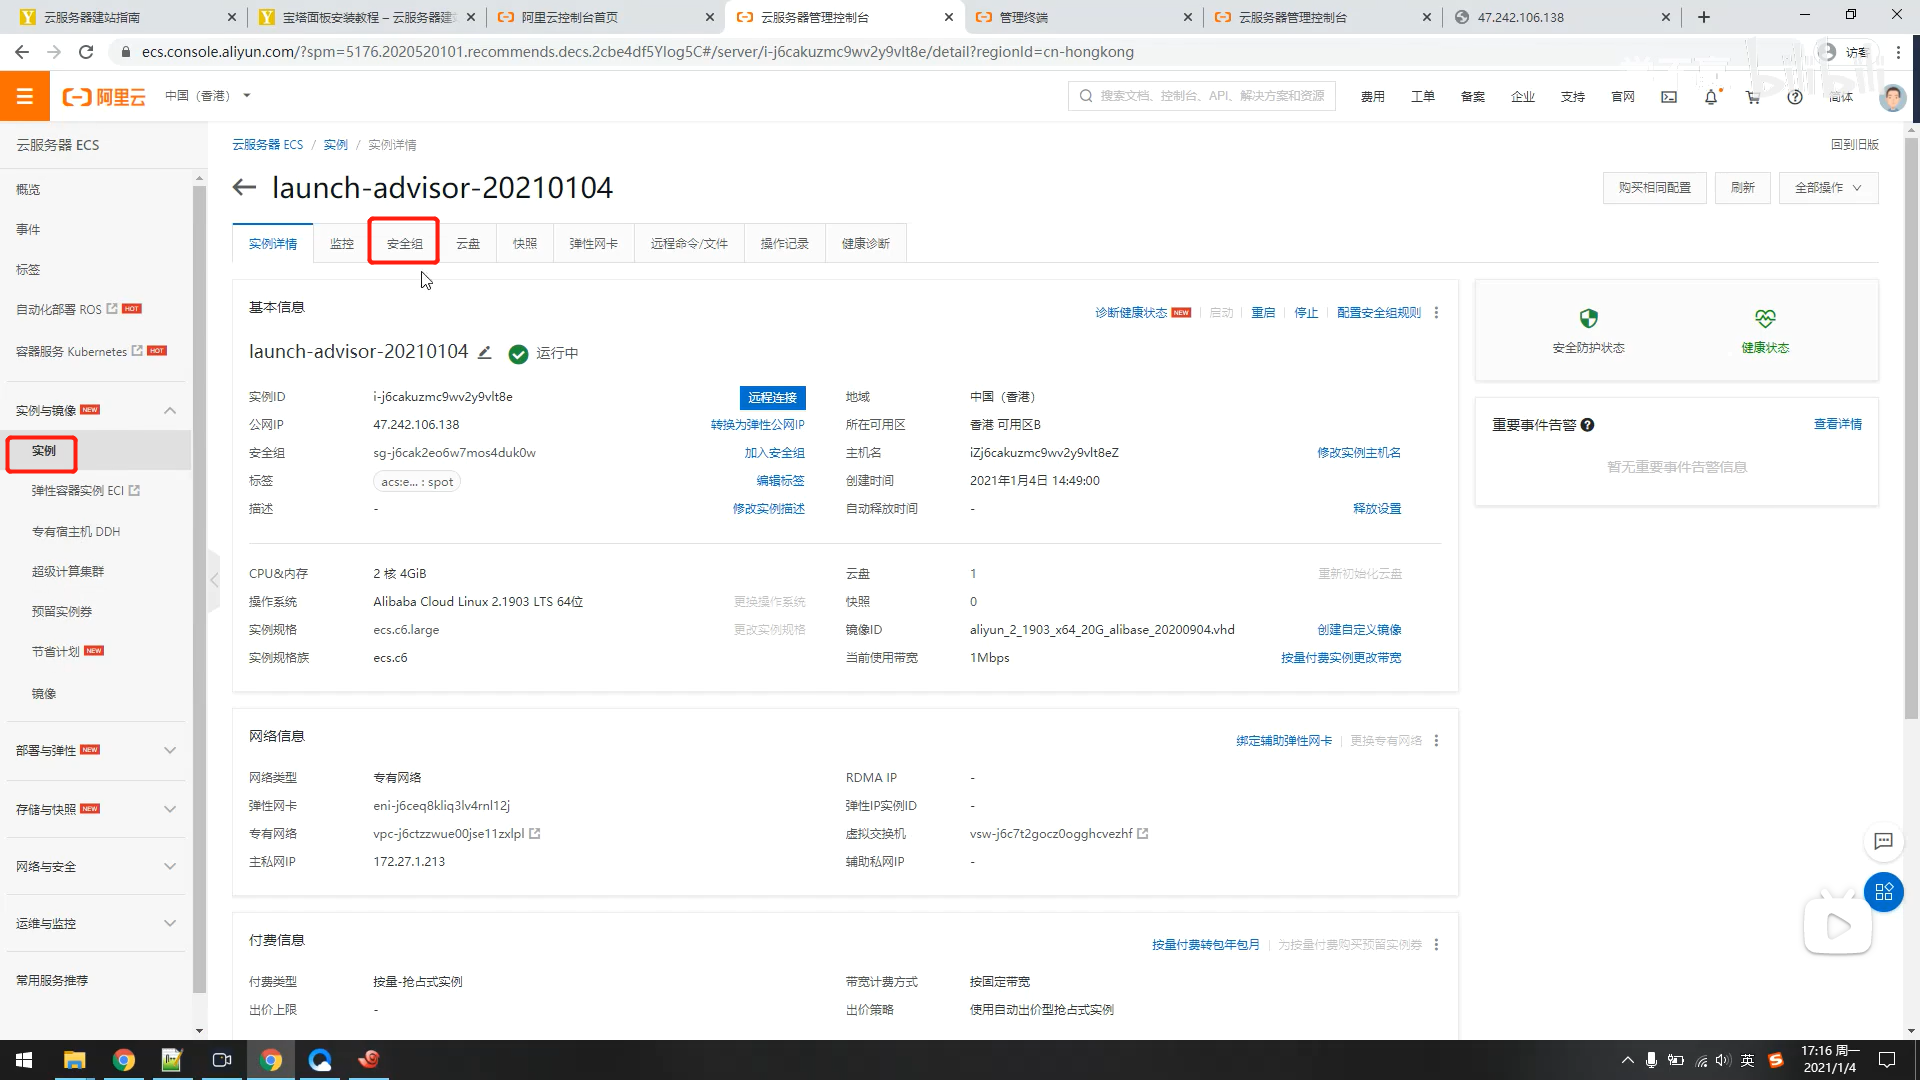 云服务器建站指南
宝塔面板安装教程 – 云服务器建
阿里云控制台首页
云服务器管理控制台
管理终端
云服务器管理控制台
47.242.106.138
ecs.console.aliyun.com/?spm=5176.2020520101.recommends.decs.2cbe4df5Ylog5C#/server/i-j6cakuzmc9wv2y9vlt8e/detail?regionId=cn-hongkong
访客
bilibili
阿里云
中国（香港）
搜索文档、控制台、API、解决方案和资源
费用
工单
备案
企业
支持
官网
简体
云服务器 ECS
概览
事件
标签
自动化部署 ROS HOT
容器服务 Kubernetes HOT
实例与镜像 NEW
实例
弹性容器实例 ECI
专有宿主机 DDH
超级计算集群
预留实例券
节省计划 NEW
镜像
部署与弹性 NEW
存储与快照 NEW
网络与安全
运维与监控
常用服务推荐
云服务器 ECS / 实例 / 实例详情
回到旧版
launch-advisor-20210104
购买相同配置
刷新
全部操作
实例详情
监控
安全组
云盘
快照
弹性网卡
远程命令/文件
操作记录
健康诊断
基本信息
诊断健康状态 NEW
启动
重启
停止
配置安全组规则
launch-advisor-20210104
运行中
实例ID i-j6cakuzmc9wv2y9vlt8e 远程连接 地域 中国（香港）
公网IP 47.242.106.138 转换为弹性公网IP 所在可用区 香港 可用区B
安全组 sg-j6cak2eo6w7mos4duk0w 加入安全组 主机名 iZj6cakuzmc9wv2y9vlt8eZ 修改实例主机名
标签 acs:e... : spot 编辑标签 创建时间 2021年1月4日 14:49:00
描述 - 修改实例描述 自动释放时间 - 释放设置
CPU&内存 2 核 4GiB 云盘 1 重新初始化云盘
操作系统 Alibaba Cloud Linux 2.1903 LTS 64位 更换操作系统 快照 0
实例规格 ecs.c6.large 更改实例规格 镜像ID aliyun_2_1903_x64_20G_alibase_20200904.vhd 创建自定义镜像
实例规格族 ecs.c6 当前使用带宽 1Mbps 按量付费实例更改带宽
安全防护状态
健康状态
重要事件告警
查看详情
暂无重要事件告警信息
网络信息
绑定辅助弹性网卡
更换专有网络
网络类型 专有网络 RDMA IP -
弹性网卡 eni-j6ceq8kliq3lv4rnl12j 弹性IP实例ID -
专有网络 vpc-j6ctzzwue00jse11zxlpl 虚拟交换机 vsw-j6c7t2gocz0ogghcvezhf
主私网IP 172.27.1.213 辅助私网IP -
付费信息
按量付费转包年包月
为按量付费购买预留实例券
付费类型 按量-抢占式实例 带宽计费方式 按固定带宽
出价上限 - 出价策略 使用自动出价型抢占式实例
英
17:16 周一
2021/1/4